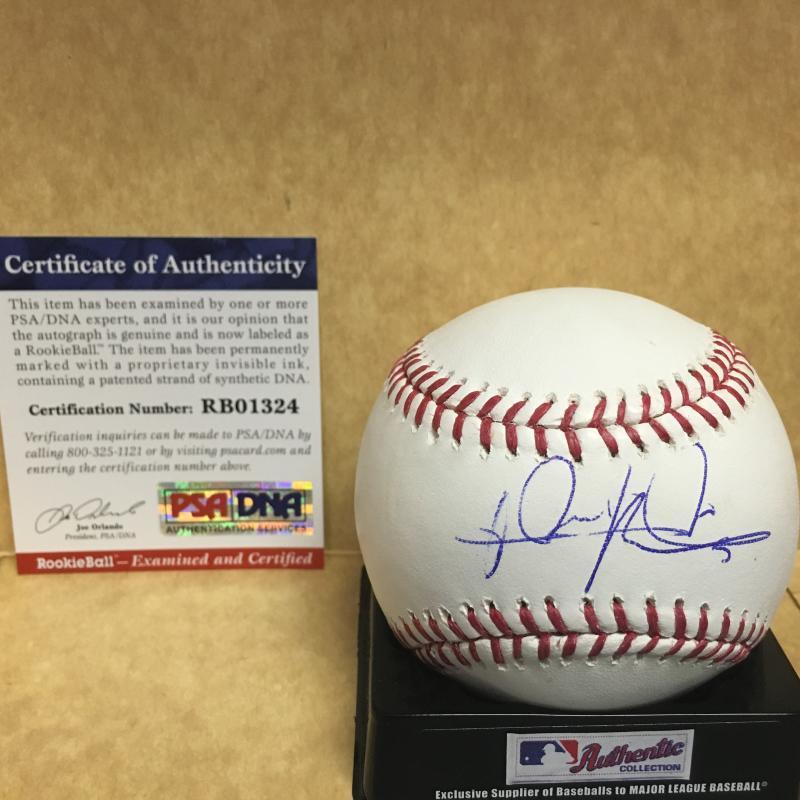 Certificate of Authenticity
This item has been examined by one or more
PSA/DNA experts, and it is our opinion that
the autograph is genuine and is now labeled as
a RookieBall.™ The item has been permanently
marked with a proprietary invisible ink,
containing a patented strand of synthetic DNA.
Certification Number: RB01324
Verification inquiries can be made to PSA/DNA by
calling 800-325-1121 or by visiting psacard.com and
entering the certification number above.
Joe Orlando
President, PSA/DNA
PSA DNA
AUTHENTICATION SERVICES
RookieBall™—Examined and Certified
Authentic
COLLECTION
Exclusive Supplier of Baseballs to MAJOR LEAGUE BASEBALL®